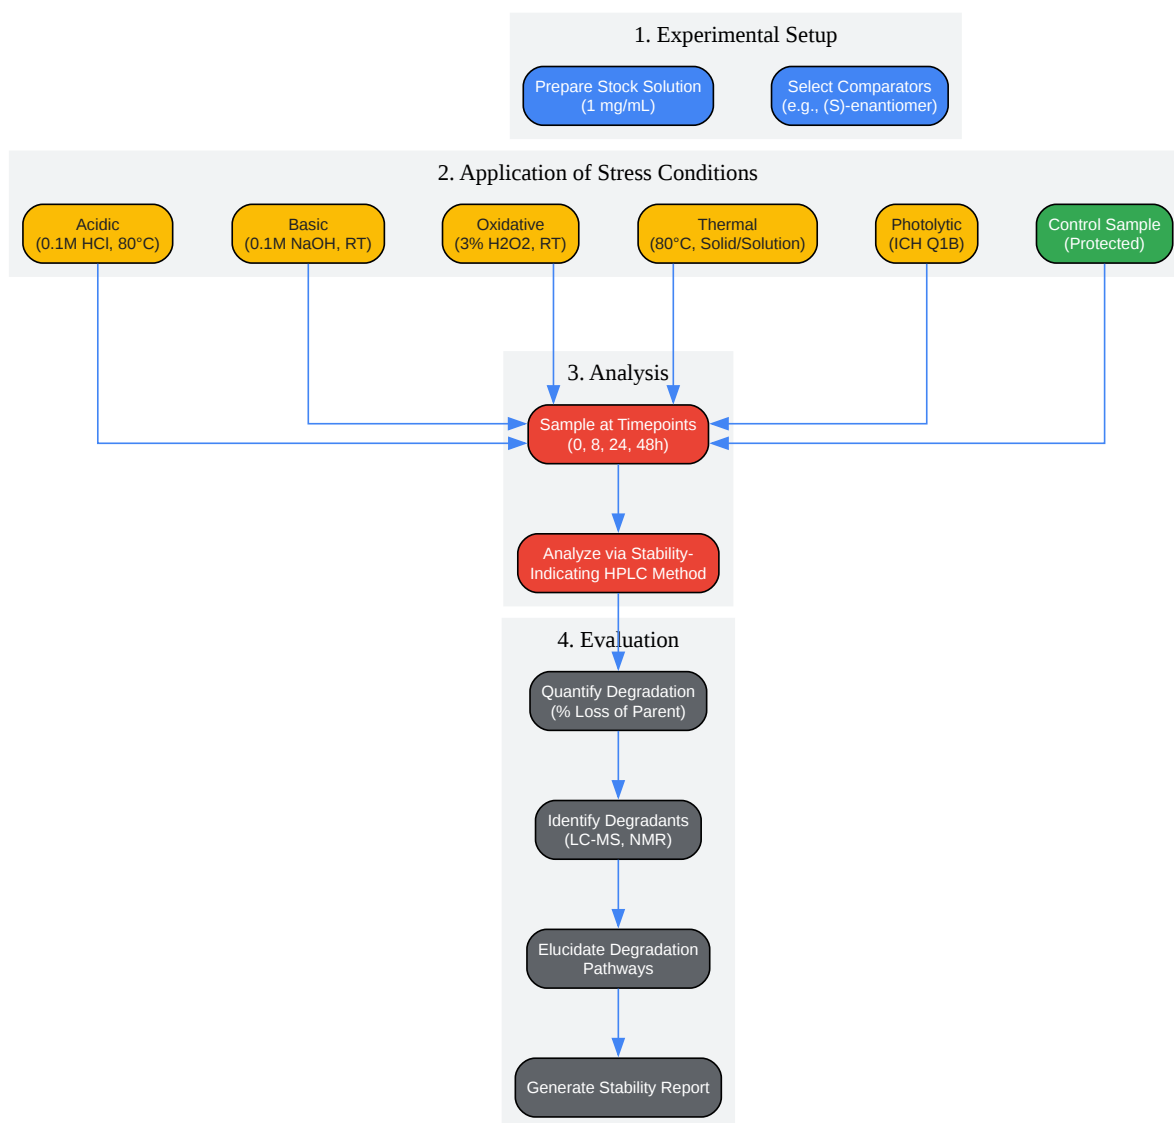 1. Experimental Setup
Prepare Stock Solution
(1 mg/mL)
Select Comparators
(e.g., (S)-enantiomer)
2. Application of Stress Conditions
Acidic
(0.1M HCl, 80°C)
Basic
(0.1M NaOH, RT)
Oxidative
(3% H2O2, RT)
Thermal
(80°C, Solid/Solution)
Photolytic
(ICH Q1B)
Control Sample
(Protected)
3. Analysis
Sample at Timepoints
(0, 8, 24, 48h)
Analyze via Stability-
Indicating HPLC Method
4. Evaluation
Quantify Degradation
(% Loss of Parent)
Identify Degradants
(LC-MS, NMR)
Elucidate Degradation
Pathways
Generate Stability Report